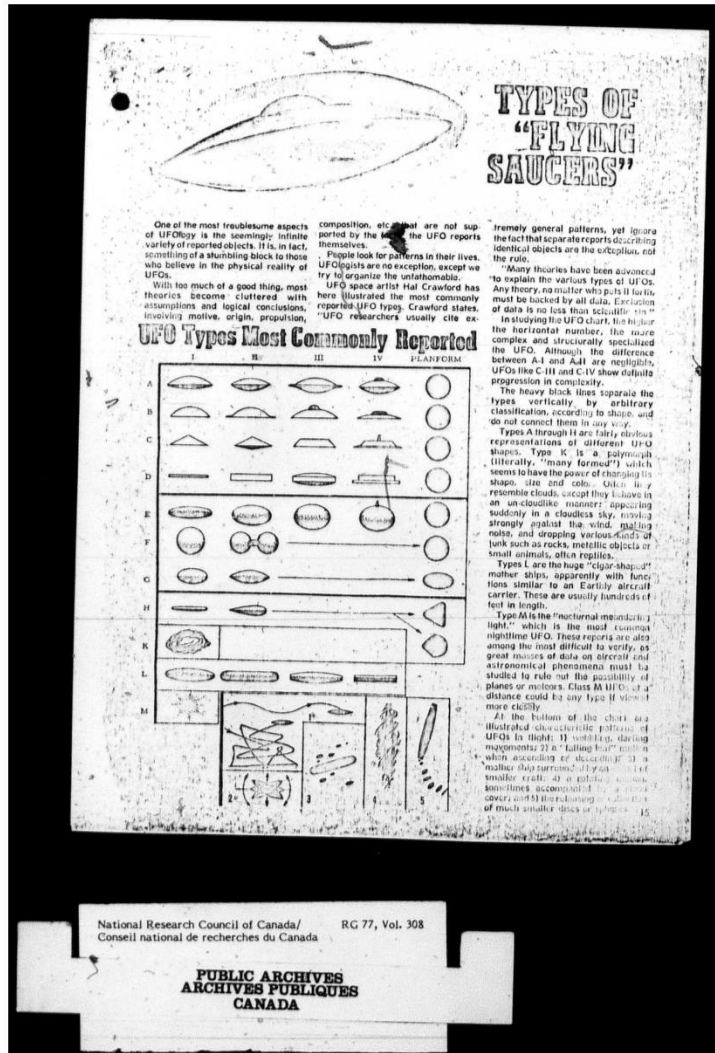 TYPES OF
"FLYING
SAUCERS"
One of the most troublesome aspects
of UFOlogy is the seemingly infinite
variety of reported objects. It is, in fact,
something of a stumbling block to those
who believe in the physical reality of
UFOs.
With too much of a good thing, most
theories become cluttered with
assumptions and logical conclusions,
involving motive, origin, propulsion,
composition, etc. that are not sup-
ported by the the UFO reports
themselves.
People look for patterns in their lives.
UFOlogists are no exception, except we
try to organize the unfathomable.
UFO space artist Hal Crawford has
here illustrated the most commonly
reported UFO types. Crawford states,
"UFO researchers usually cite ex-
tremely general patterns, yet ignore
the fact that separate reports describing
identical objects are the exception, not
the rule.
"Many theories have been advanced
to explain the various types of UFOs.
Any theory, no matter who puts it forth,
must be backed by all data. Exclusion
of data is no less than scientific sin"
In studying the UFO chart, the higher
the horizontal number, the more
complex and structurally specialized
the UFO. Although the difference
between A-I and A-II are negligible,
UFOs like C-III and C-IV show definite
progression in complexity.
The heavy black lines separate the
types vertically by arbitrary
classification, according to shape, and
do not connect them in any way.
Types A through H are fairly obvious
representations of different UFO
shapes. Type K is a polymorph
(literally, "many formed") which
seems to have the power of changing its
shape, size and color. Often they
resemble clouds, except they behave in
an un-cloudlike manner: appearing
suddenly in a cloudless sky, moving
strongly against the wind, making
noise, and dropping various kinds of
junk such as rocks, metallic objects or
small animals, often reptiles.
Types L are the huge "cigar-shaped"
mother ships, apparently with func-
tions similar to an Earthly aircraft
carrier. These are usually hundreds of
feet in length.
Type M is the "nocturnal meandering
light," which is the most common
nighttime UFO. These reports are also
among the most difficult to verify, as
great masses of data on aircraft and
astronomical phenomena must be
studied to rule out the possibility of
planes or meteors. Class M UFOs at a
distance could be any type if viewed
more closely
At the bottom of the chart are
illustrated characteristic patterns of
UFOs in flight: 1) wobbling, darting
movements; 2) a "falling leaf" motion
when ascending or decending; 3) a
mother ship surrounded by an of
smaller craft; 4) a
sometimes accompanied
cover; and 5) the releasing or
of much smaller discs or
15
UFO Types Most Commonly Reported
I II III IV PLANFORM
A
B
C
D
E
F
G
H
K
L
M
1
2 3 4 5
National Research Council of Canada/ RG 77, Vol. 308
Conseil national de recherches du Canada
PUBLIC ARCHIVES
ARCHIVES PUBLIQUES
CANADA